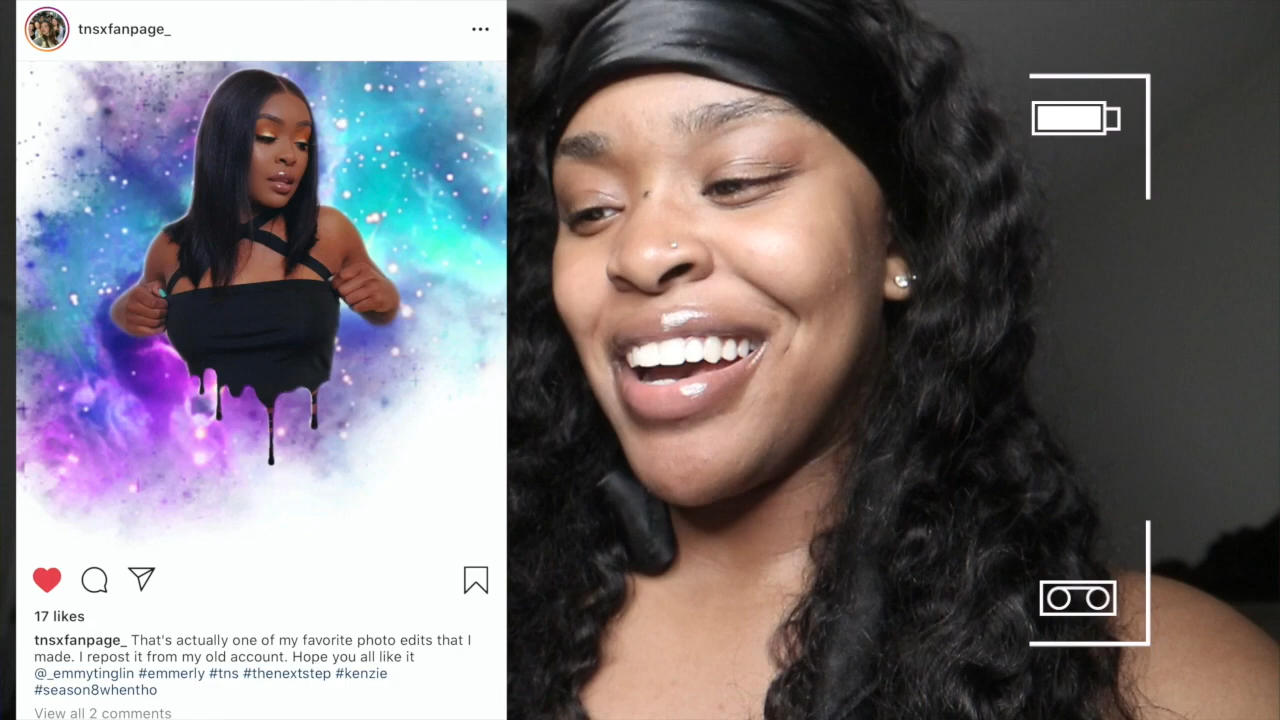 tnsxfanpage_
17 likes
tnsxfanpage_ That's actually one of my favorite photo edits that I
made. I repost it from my old account. Hope you all like it
@_emmytinglin #emmerly #tns #thenextstep #kenzie
#season8whentho
View all 2 comments